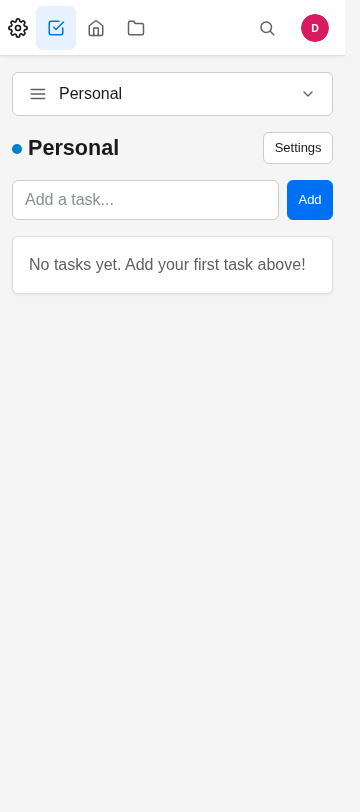 D
Personal
Personal
Settings
Add a task...
Add
No tasks yet. Add your first task above!